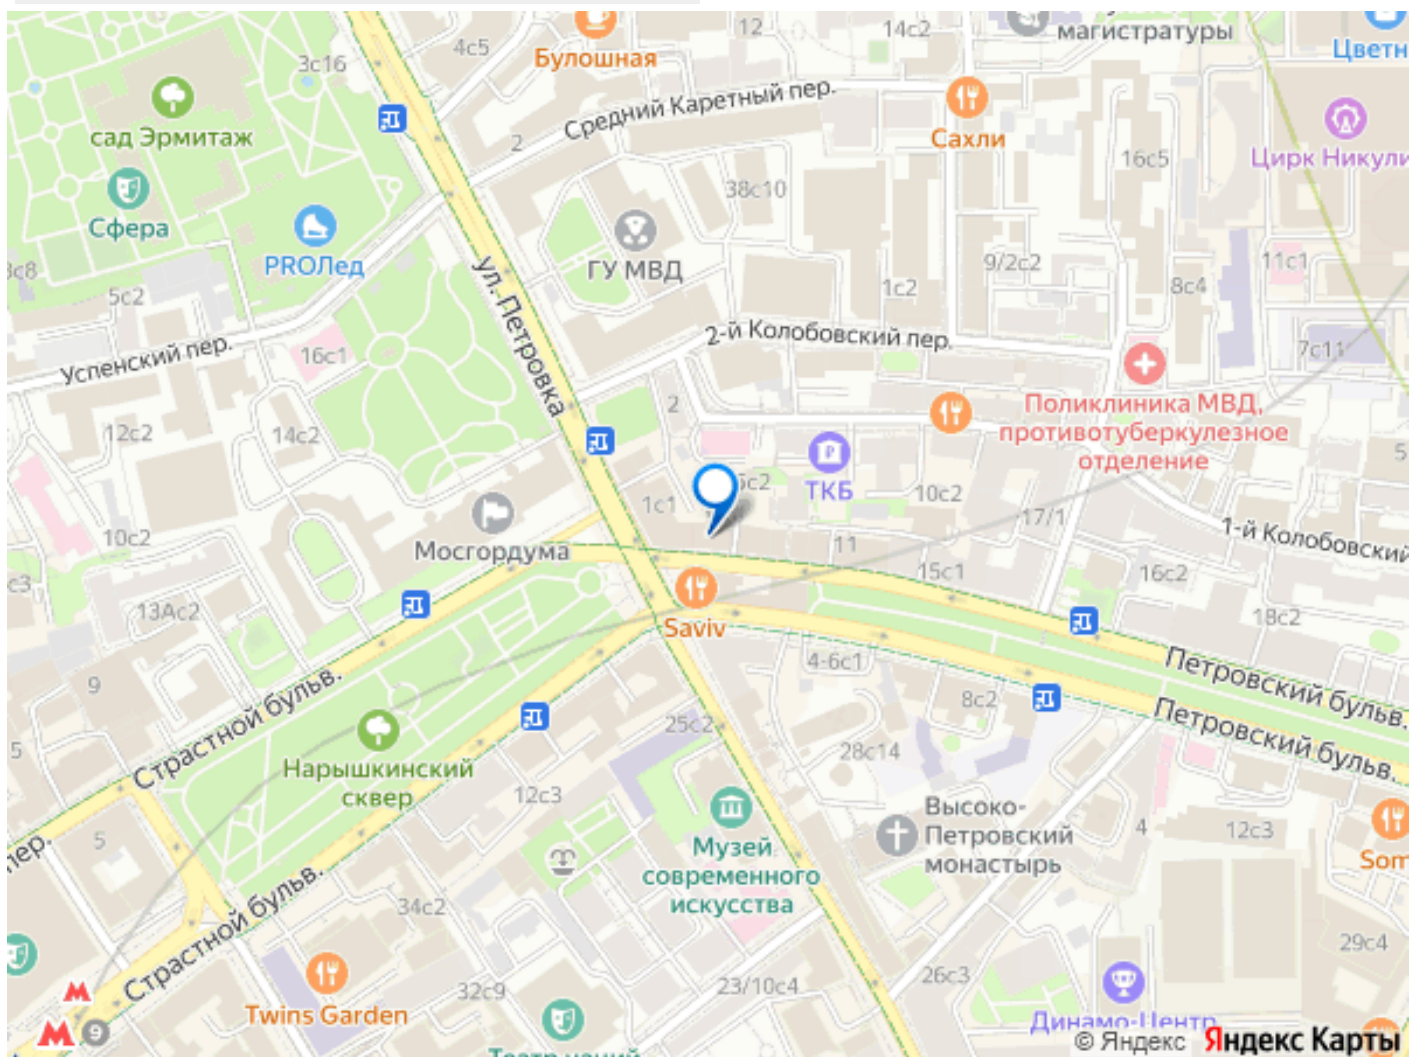 4с5
Булошная
12
14с2
магистратуры
Цветн
3с16
сад Эрмитаж
2
Средний Каретный пер.
Сахли
16с5
Цирк Никули
38с10
Сфера
PROЛед
ул. Петровка
ГУ МВД
9/2с2
11с1
3с8
5с2
1с2
8с4
Успенский пер.
16с1
2-й Колобовский пер.
7с11
2
Поликлиника МВД,
противотуберкулезное
отделение
12с2
14с2
ТКБ
5
1с1
10с2
17/1
1-й Колобовский
10с2
Мосгордума
11
15с1
16с2
с3
13Ас2
Saviv
18с2
4-6с1
Петровский бульв.
9
8с2
Петровский бульв.
Страстной бульв.
25с2
28с14
5
Нарышкинский
сквер
12с3
Высоко-
Петровский
монастырь
4
12с3
пер.
5
Музей
современного
искусства
Som
Страстной бульв.
34с2
29с4
26с3
32с9
23/10с4
Twins Garden
Динамо-Центр
9
Театр наций
© Яндекс Яндекс Карты